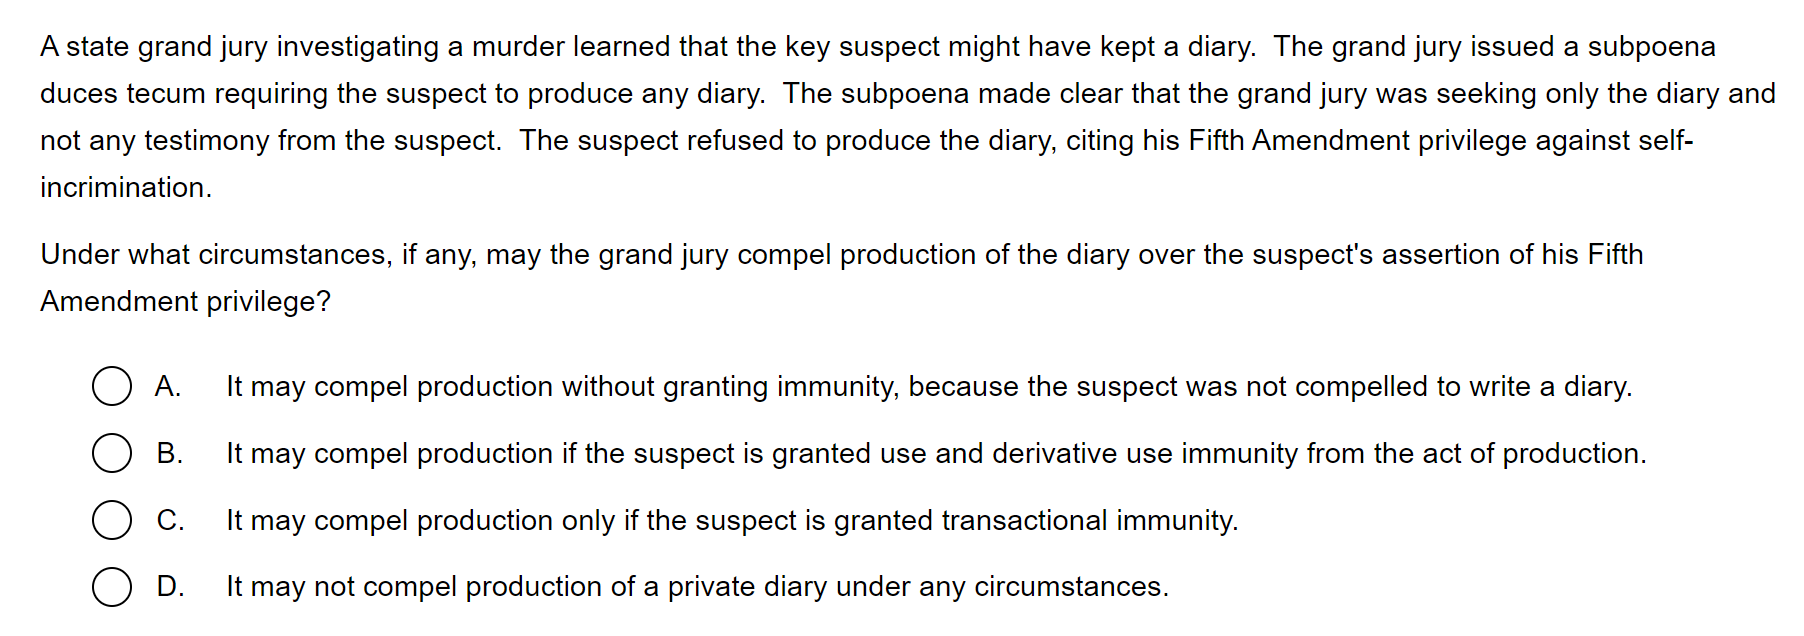 A state grand jury investigating a murder learned that the key suspect might have kept a diary.  The grand jury issued a subpoena
duces tecum requiring the suspect to produce any diary.  The subpoena made clear that the grand jury was seeking only the diary and
not any testimony from the suspect.  The suspect refused to produce the diary, citing his Fifth Amendment privilege against self-
incrimination.
Under what circumstances, if any, may the grand jury compel production of the diary over the suspect's assertion of his Fifth
Amendment privilege?
A. It may compel production without granting immunity, because the suspect was not compelled to write a diary.
B. It may compel production if the suspect is granted use and derivative use immunity from the act of production.
C. It may compel production only if the suspect is granted transactional immunity.
D. It may not compel production of a private diary under any circumstances.